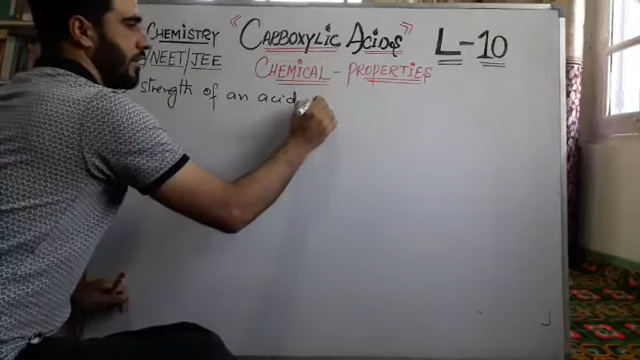 CHEMISTRY "CARBOXYLIC ACIDS" L-10
/NEET/JEE CHEMICAL - PROPERTIES
strength of an acid